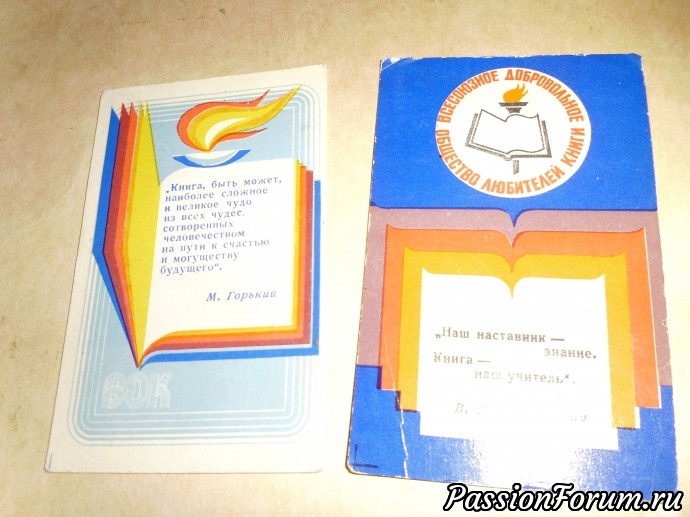 „Книга, быть может,
наиболее сложное
и великое чудо
из всех чудес,
сотворенных
человечеством
на пути к счастью
и могуществу
будущего".
М. Горький
ВОК
ВСЕСОЮЗНОЕ ДОБРОВОЛЬНОЕ
ОБЩЕСТВО ЛЮБИТЕЛЕЙ КНИГИ
„Наш наставник —
знание.
Книга —
наш учитель".
В.
PassionForum.ru